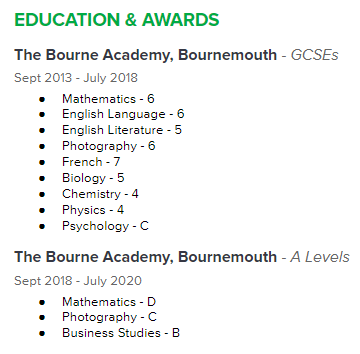 EDUCATION & AWARDS
The Bourne Academy, Bournemouth - GCSEs
Sept 2013 - July 2018
● Mathematics - 6
● English Language - 6
● English Literature - 5
● Photography - 6
● French - 7
● Biology - 5
● Chemistry - 4
● Physics - 4
● Psychology - C
The Bourne Academy, Bournemouth - A Levels
Sept 2018 - July 2020
● Mathematics - D
● Photography - C
● Business Studies - B